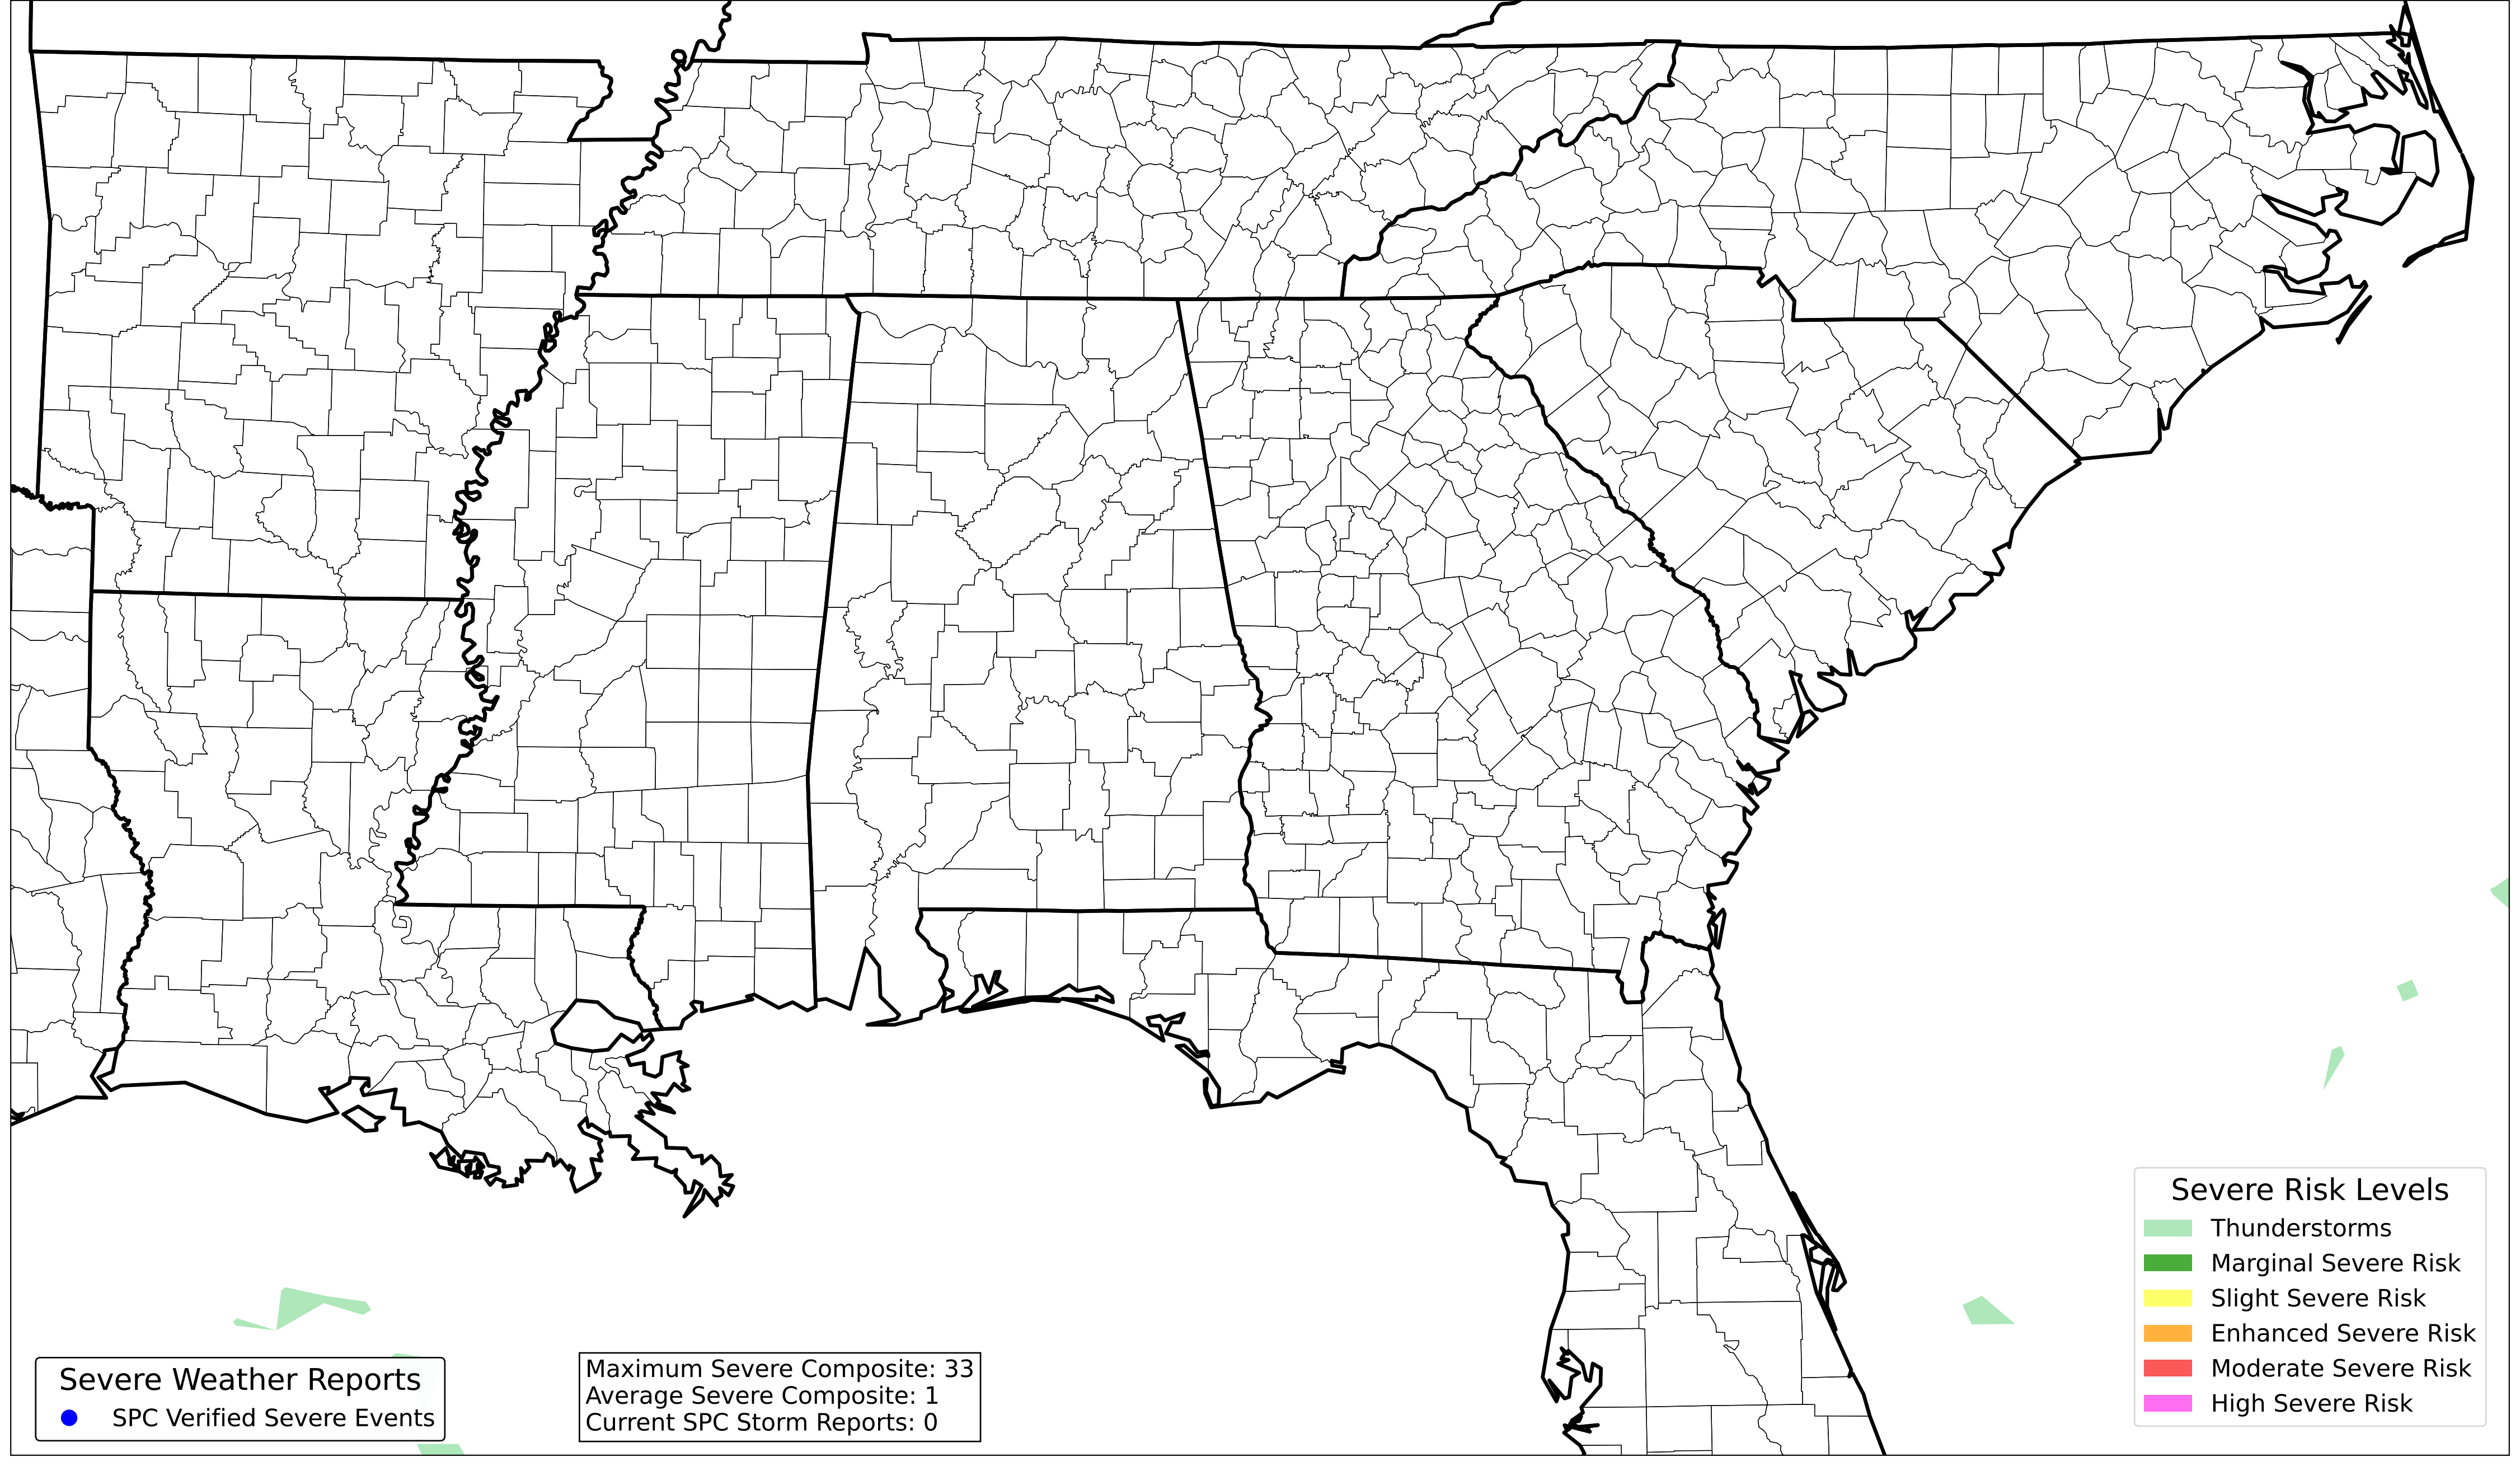 Severe Weather Reports
SPC Verified Severe Events
Maximum Severe Composite: 33
Average Severe Composite: 1
Current SPC Storm Reports: 0
Severe Risk Levels
Thunderstorms
Marginal Severe Risk
Slight Severe Risk
Enhanced Severe Risk
Moderate Severe Risk
High Severe Risk